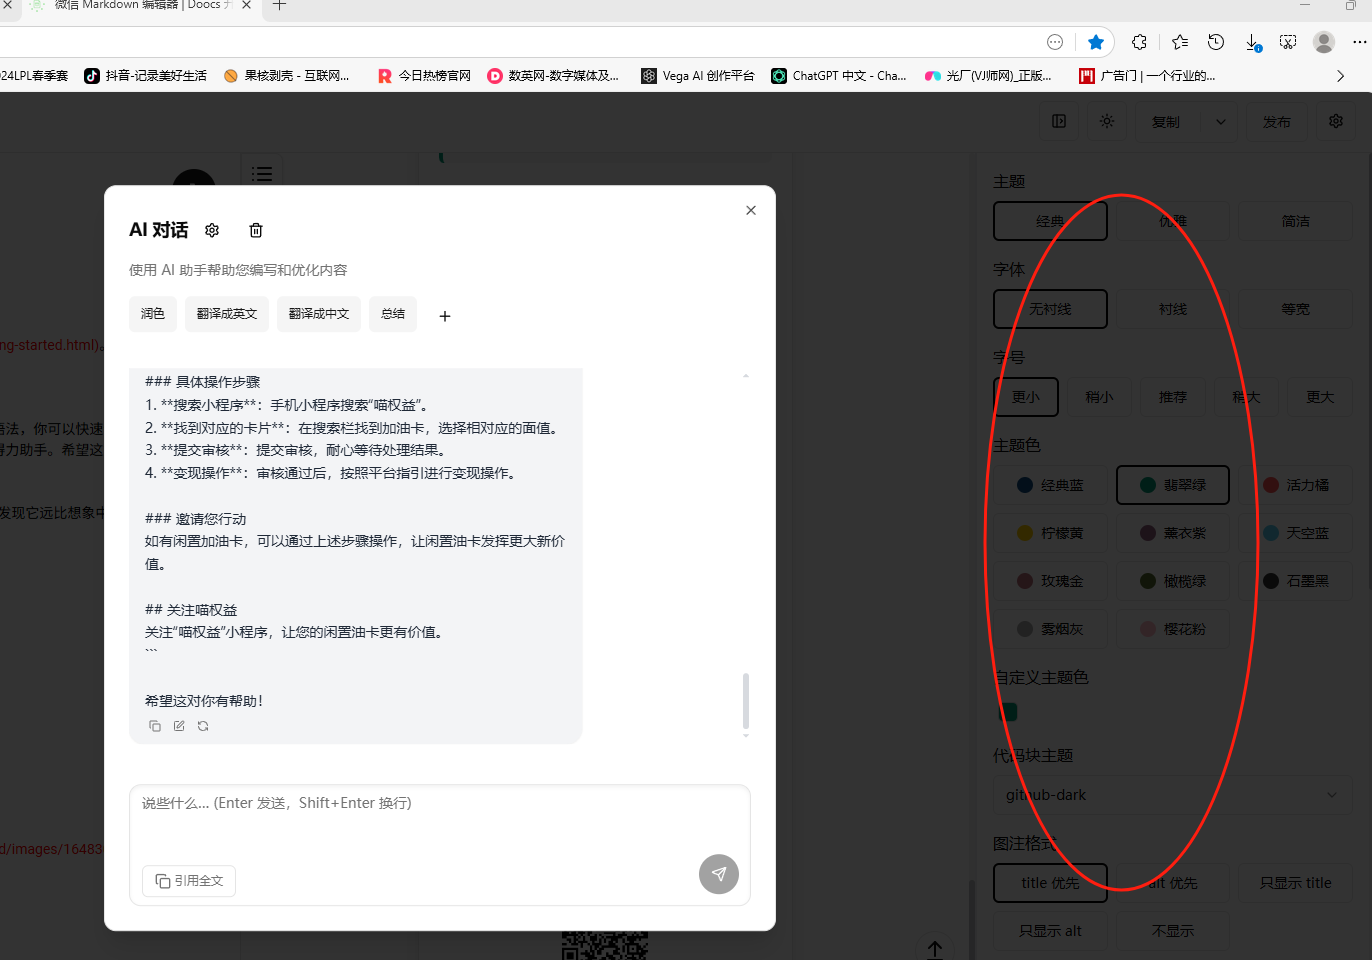 微信 Markdown 编辑器 | Doocs 开
24LPL春季赛
抖音-记录美好生活
果核剥壳 - 互联网...
今日热榜官网
数英网-数字媒体及...
Vega AI 创作平台
ChatGPT 中文 - Cha...
光厂(VJ师网)_正版...
广告门 | 一个行业的...
复制
发布
AI 对话
使用 AI 助手帮助您编写和优化内容
润色
翻译成英文
翻译成中文
总结
### 具体操作步骤
1. **搜索小程序**：手机小程序搜索“喵权益”。
2. **找到对应的卡片**：在搜索栏找到加油卡，选择相对应的面值。
3. **提交审核**：提交审核，耐心等待处理结果。
4. **变现操作**：审核通过后，按照平台指引进行变现操作。
### 邀请您行动
如有闲置加油卡，可以通过上述步骤操作，让闲置油卡发挥更大新价
值。
## 关注喵权益
关注“喵权益”小程序，让您的闲置油卡更有价值。
```
希望这对你有帮助！
说些什么... (Enter 发送，Shift+Enter 换行)
引用全文
ng-started.html)。
语法，你可以快速
得力助手。希望这
发现它远比想象中
d/images/16483
主题
经典
优雅
简洁
字体
无衬线
衬线
等宽
字号
更小
稍小
推荐
稍大
更大
主题色
经典蓝
翡翠绿
活力橘
柠檬黄
薰衣紫
天空蓝
玫瑰金
橄榄绿
石墨黑
雾烟灰
樱花粉
自定义主题色
代码块主题
github-dark
图注格式
title 优先
alt 优先
只显示 title
只显示 alt
不显示